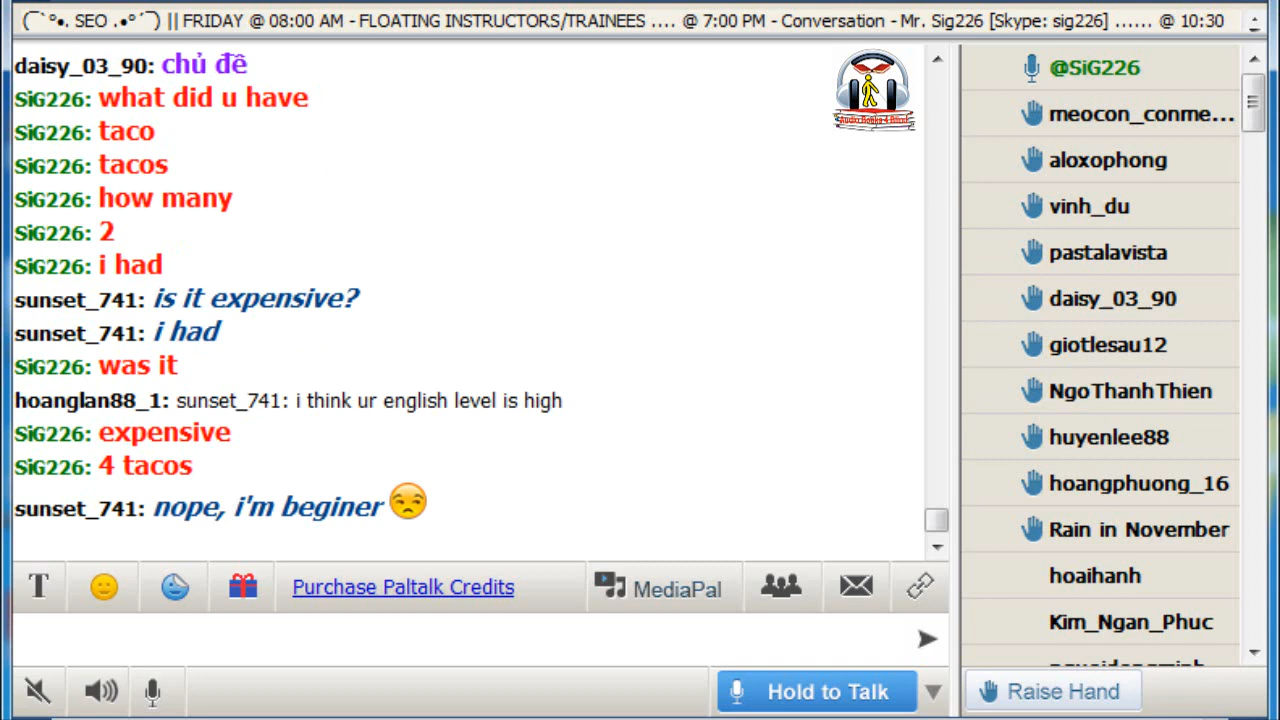 (¯`°•. SEO .•°´¯) || FRIDAY @ 08:00 AM - FLOATING INSTRUCTORS/TRAINEES .... @ 7:00 PM - Conversation - Mr. Sig226 [Skype: sig226] ...... @ 10:30
daisy_03_90: chủ đề
SiG226: what did u have
SiG226: taco
SiG226: tacos
SiG226: how many
SiG226: 2
SiG226: i had
sunset_741: is it expensive?
sunset_741: i had
SiG226: was it
hoanglan88_1: sunset_741: i think ur english level is high
SiG226: expensive
SiG226: 4 tacos
sunset_741: nope, i'm beginer
Audio Books 4 Blind
@SiG226
meocon_conme...
aloxophong
vinh_du
pastalavista
daisy_03_90
giotlesau12
NgoThanhThien
huyenlee88
hoangphuong_16
Rain in November
hoaihanh
Kim_Ngan_Phuc
T
Purchase Paltalk Credits
MediaPal
Hold to Talk
Raise Hand